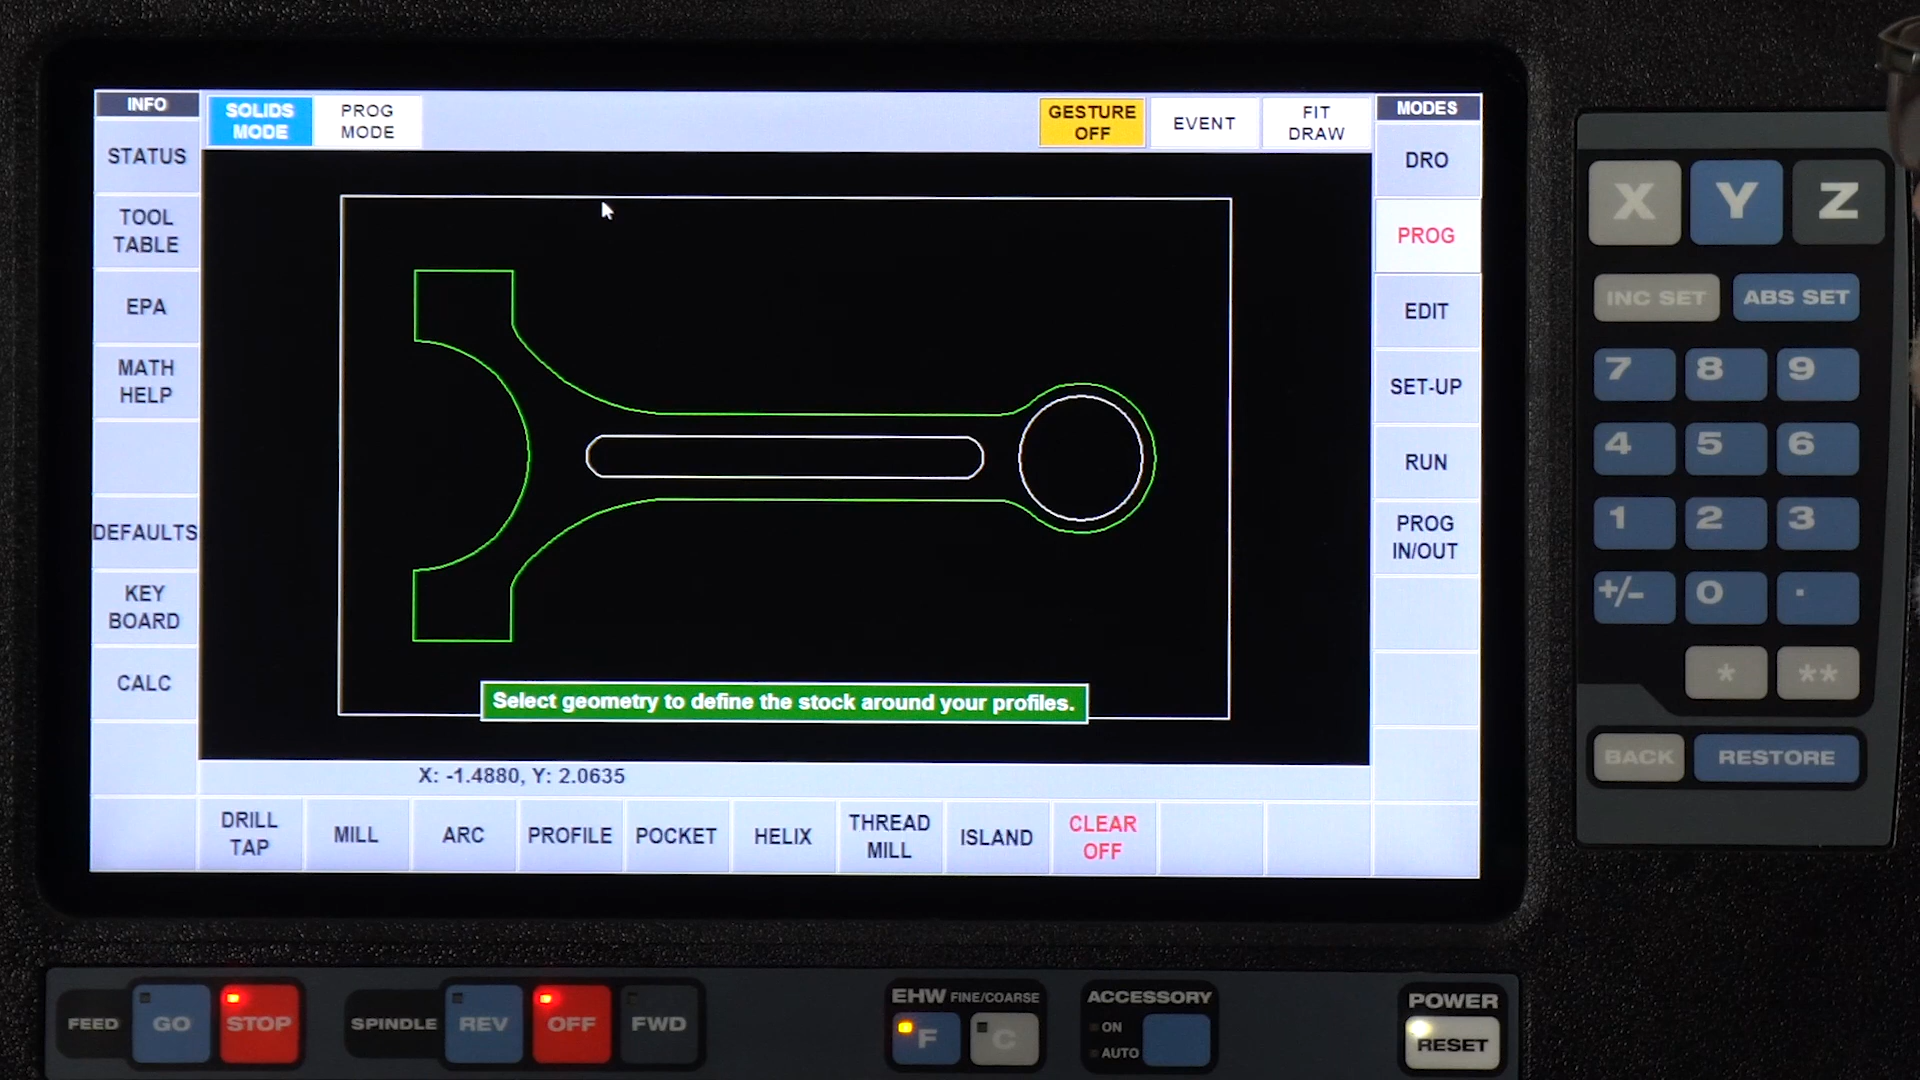 INFO
SOLIDS
MODE
PROG
MODE
GESTURE
OFF
EVENT
FIT
DRAW
MODES
STATUS
TOOL
TABLE
EPA
MATH
HELP
DEFAULTS
KEY
BOARD
CALC
DRO
PROG
EDIT
SET-UP
RUN
PROG
IN/OUT
Select geometry to define the stock around your profiles.
X: -1.4880, Y: 2.0635
DRILL
TAP
MILL
ARC
PROFILE
POCKET
HELIX
THREAD
MILL
ISLAND
CLEAR
OFF
X Y Z
INC SET ABS SET
7 8 9
4 5 6
1 2 3
+/- 0 .
* **
BACK RESTORE
FEED GO STOP
SPINDLE REV OFF FWD
EHW FINE/COARSE
F C
ACCESSORY
ON
AUTO
POWER
RESET